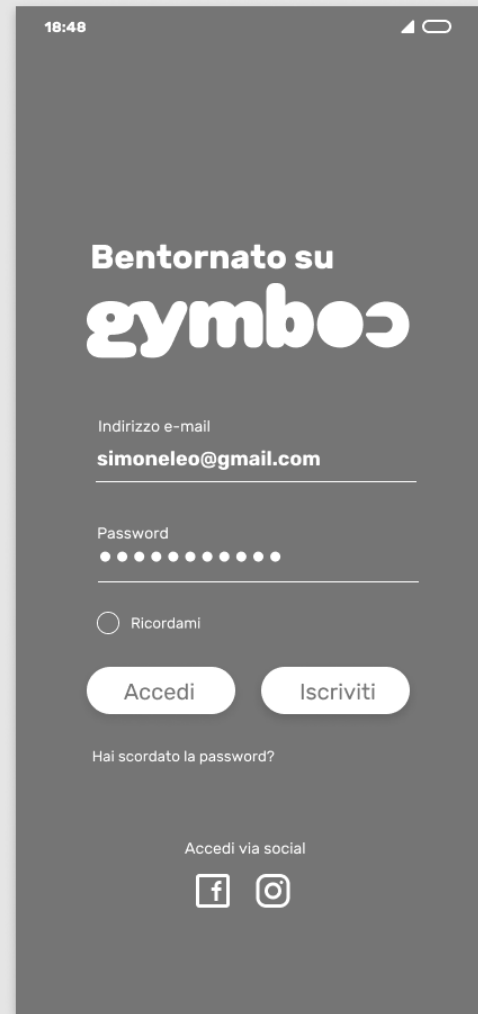 18:48
Bentornato su
gymboo
Indirizzo e-mail
simoneleo@gmail.com
Password
Ricordami
Accedi Iscriviti
Hai scordato la password?
Accedi via social